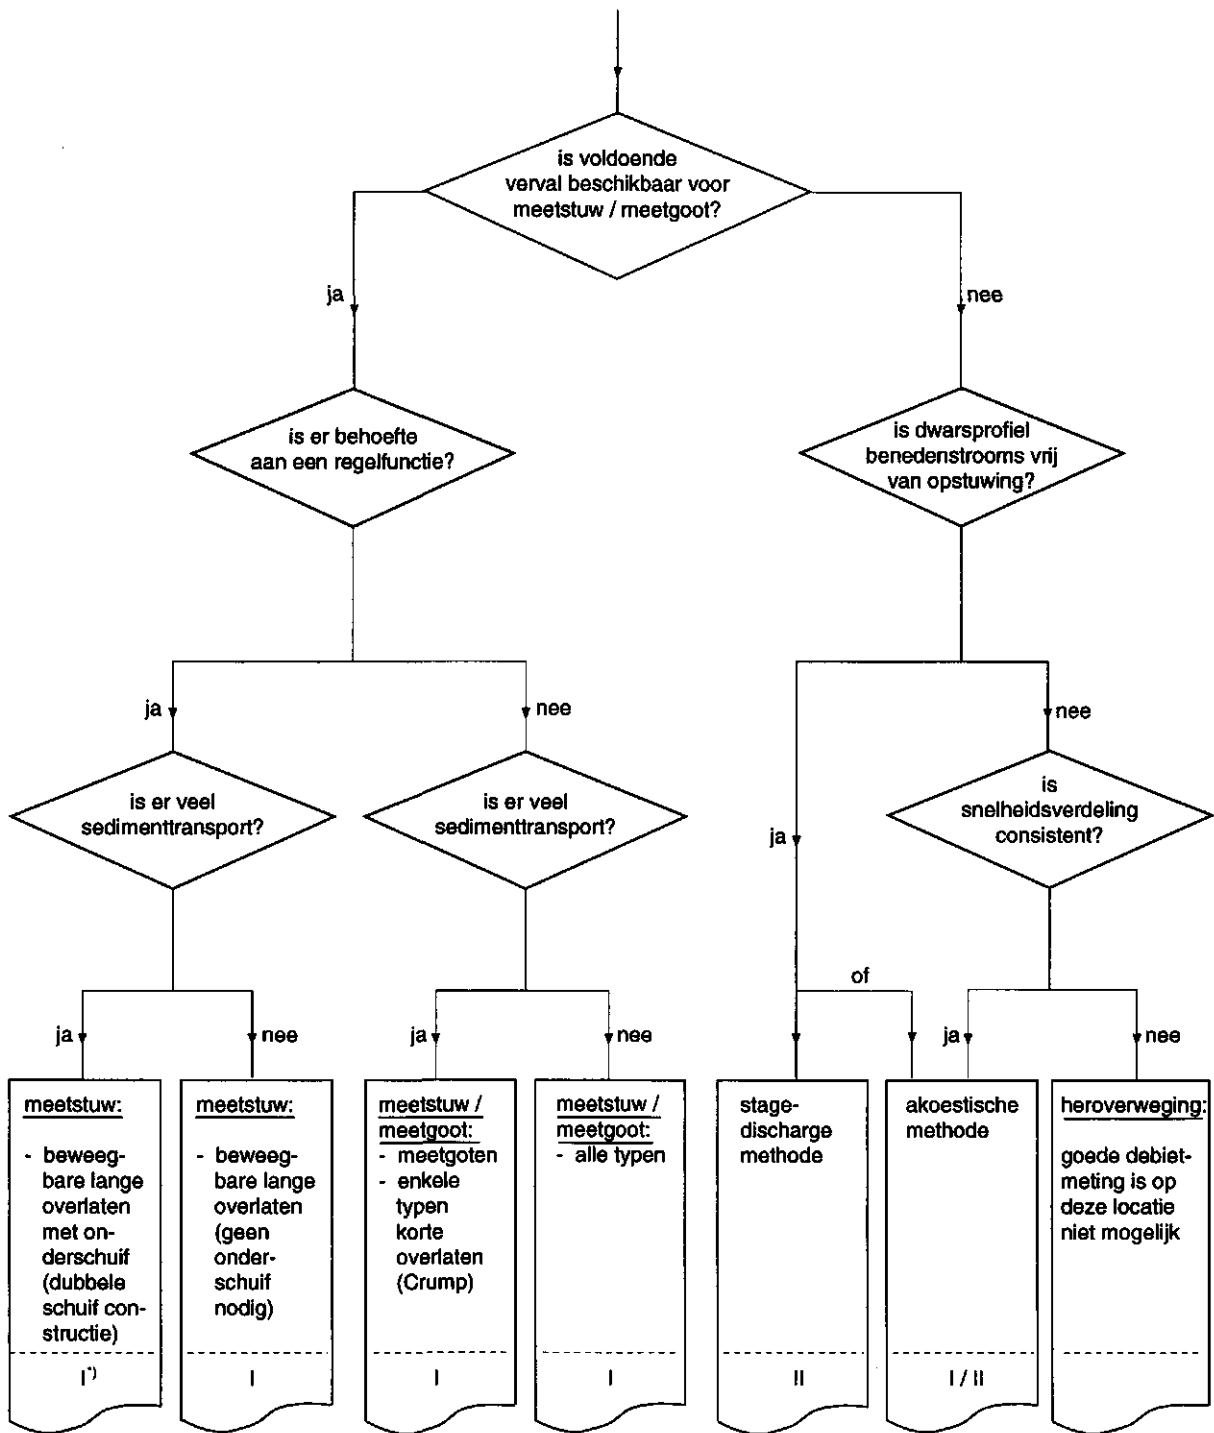 is voldoende
verval beschikbaar voor
meetstuw / meetgoot?
ja
nee
is er behoefte
aan een regelfunctie?
is dwarsprofiel
benedenstrooms vrij
van opstuwing?
ja
nee
nee
is er veel
sedimenttransport?
is er veel
sedimenttransport?
ja
is
snelheidsverdeling
consistent?
of
ja
nee
ja
nee
ja
nee
meetstuw:
- beweeg-
bare lange
overlaten
met on-
derschuif
(dubbele
schuif con-
structie)
I*)
meetstuw:
- beweeg-
bare lange
overlaten
(geen
onder-
schuif
nodig)
I
meetstuw /
meetgoot:
- meetgoten
- enkele
typen
korte
overlaten
(Crump)
I
meetstuw /
meetgoot:
- alle typen
I
stage-
discharge
methode
II
akoestische
methode
I / II
heroverweging:
goede debiet-
meting is op
deze locatie
niet mogelijk